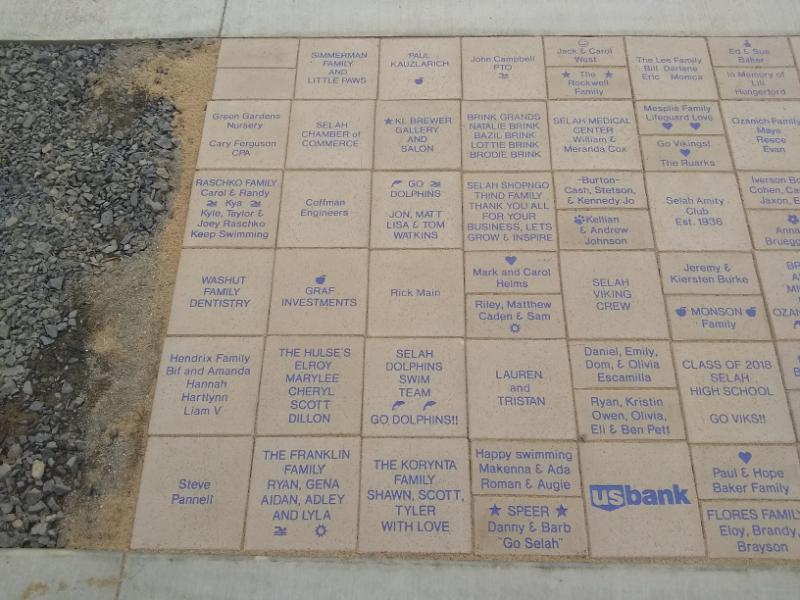 SIMMERMAN
FAMILY
AND
LITTLE PAWS
PAUL
KAUZLARICH
John Campbell
PTO
Jack & Carol
West
The
Rockwell
Family
The Lee Family
Bill Darlene
Eric Monica
Ed & Sue
Baker
In Memory of
Lili
Hungerford
Green Gardens
Nursery
Cary Ferguson
CPA
SELAH
CHAMBER of
COMMERCE
KL BREWER
GALLERY
AND
SALON
BRINK GRANDS
NATALIE BRINK
BAZIL BRINK
LOTTIE BRINK
BRODIE BRINK
SELAH MEDICAL
CENTER
William &
Meranda Cox
Mesplie Family
Lifeguard Love
Go Vikings!
The Ruarks
Ozanich Family
Maya
Reece
Evan
RASCHKO FAMILY
Carol & Randy
Kya
Kyle, Taylor &
Joey Raschko
Keep Swimming
Coffman
Engineers
GO
DOLPHINS
JON, MATT
LISA & TOM
WATKINS
SELAH SHOPNGO
THIND FAMILY
THANK YOU ALL
FOR YOUR
BUSINESS, LETS
GROW & INSPIRE
-Burton-
Cash, Stetson,
& Kennedy Jo
Kellian
& Andrew
Johnson
Selah Amity
Club
Est. 1936
Iverson
Cohen,
Jaxon,
Anna
WASHUT
FAMILY
DENTISTRY
GRAF
INVESTMENTS
Rick Main
Mark and Carol
Helms
Riley, Matthew
Caden & Sam
SELAH
VIKING
CREW
Jeremy &
Kiersten Burke
MONSON
Family
Hendrix Family
Bif and Amanda
Hannah
Hartlynn
Liam V
THE HULSE'S
ELROY
MARYLEE
CHERYL
SCOTT
DILLON
SELAH
DOLPHINS
SWIM
TEAM
GO DOLPHINS!!
LAUREN
and
TRISTAN
Daniel, Emily,
Dom, & Olivia
Escamilla
Ryan, Kristin
Owen, Olivia,
Eli & Ben Pett
CLASS OF 2018
SELAH
HIGH SCHOOL
GO VIKS!!
Steve
Pannell
THE FRANKLIN
FAMILY
RYAN, GENA
AIDAN, ADLEY
AND LYLA
THE KORYNTA
FAMILY
SHAWN, SCOTT,
TYLER
WITH LOVE
Happy swimming
Makenna & Ada
Roman & Augie
SPEER
Danny & Barb
"Go Selah"
usbank
Paul & Hope
Baker Family
FLORES FAMILY
Eloy, Brandy,
Brayson